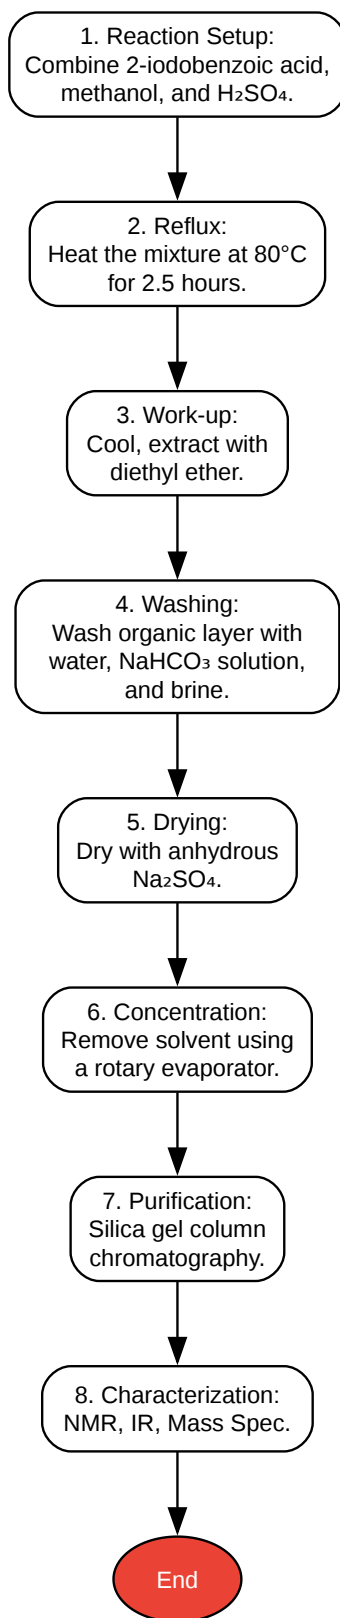 1. Reaction Setup:
Combine 2-iodobenzoic acid,
methanol, and H₂SO₄.
2. Reflux:
Heat the mixture at 80°C
for 2.5 hours.
3. Work-up:
Cool, extract with
diethyl ether.
4. Washing:
Wash organic layer with
water, NaHCO₃ solution,
and brine.
5. Drying:
Dry with anhydrous
Na₂SO₄.
6. Concentration:
Remove solvent using
a rotary evaporator.
7. Purification:
Silica gel column
chromatography.
8. Characterization:
NMR, IR, Mass Spec.
End